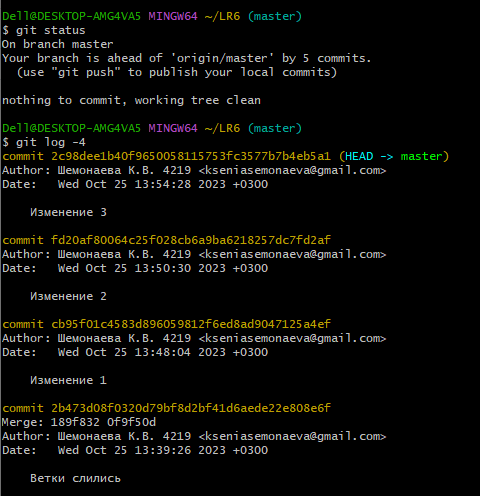 Dell@DESKTOP-AMG4VA5 MINGW64 ~/LR6 (master)
$ git status
On branch master
Your branch is ahead of 'origin/master' by 5 commits.
  (use "git push" to publish your local commits)

nothing to commit, working tree clean

Dell@DESKTOP-AMG4VA5 MINGW64 ~/LR6 (master)
$ git log -4
commit 2c98dee1b40f9650058115753fc3577b7b4eb5a1 (HEAD -> master)
Author: Шемонаева К.В. 4219 <kseniasemonaeva@gmail.com>
Date:   Wed Oct 25 13:54:28 2023 +0300

    Изменение 3

commit fd20af80064c25f028cb6a9ba6218257dc7fd2af
Author: Шемонаева К.В. 4219 <kseniasemonaeva@gmail.com>
Date:   Wed Oct 25 13:50:30 2023 +0300

    Изменение 2

commit cb95f01c4583d896059812f6ed8ad9047125a4ef
Author: Шемонаева К.В. 4219 <kseniasemonaeva@gmail.com>
Date:   Wed Oct 25 13:48:04 2023 +0300

    Изменение 1

commit 2b473d08f0320d79bf8d2bf41d6aede22e808e6f
Merge: 189f832 0f9f50d
Author: Шемонаева К.В. 4219 <kseniasemonaeva@gmail.com>
Date:   Wed Oct 25 13:39:26 2023 +0300

    Ветки слились